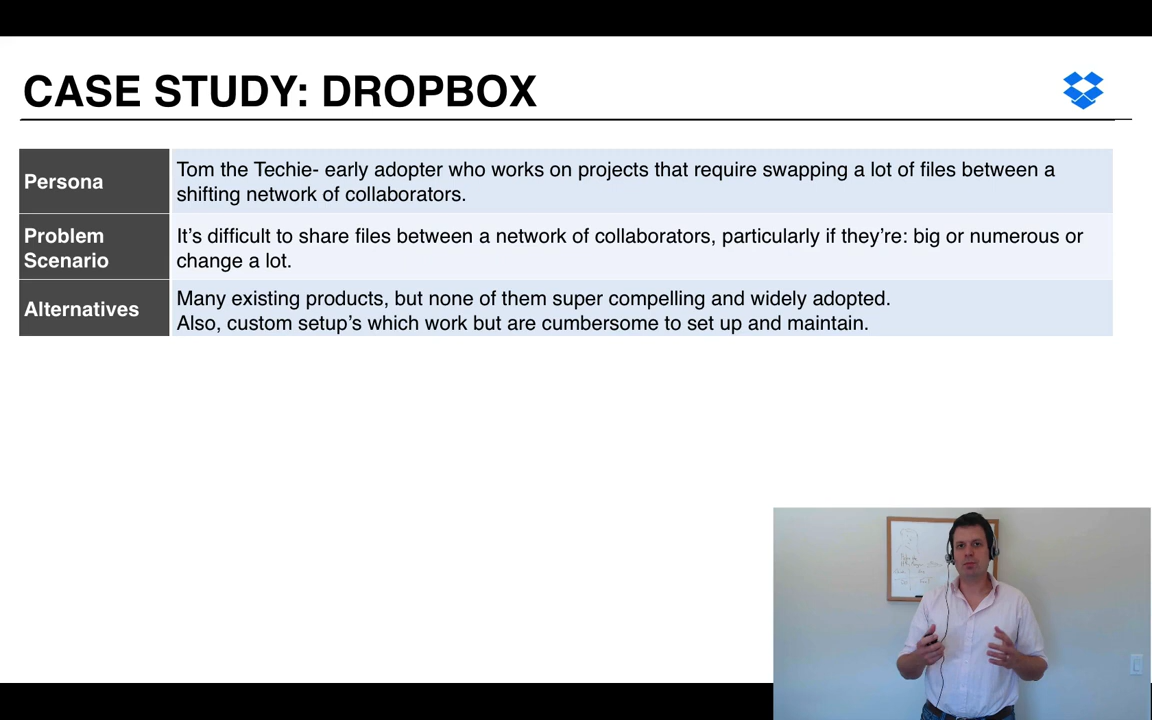 CASE STUDY: DROPBOX
Persona
Tom the Techie- early adopter who works on projects that require swapping a lot of files between a
shifting network of collaborators.
Problem
Scenario
It's difficult to share files between a network of collaborators, particularly if they're: big or numerous or
change a lot.
Alternatives
Many existing products, but none of them super compelling and widely adopted.
Also, custom setup's which work but are cumbersome to set up and maintain.